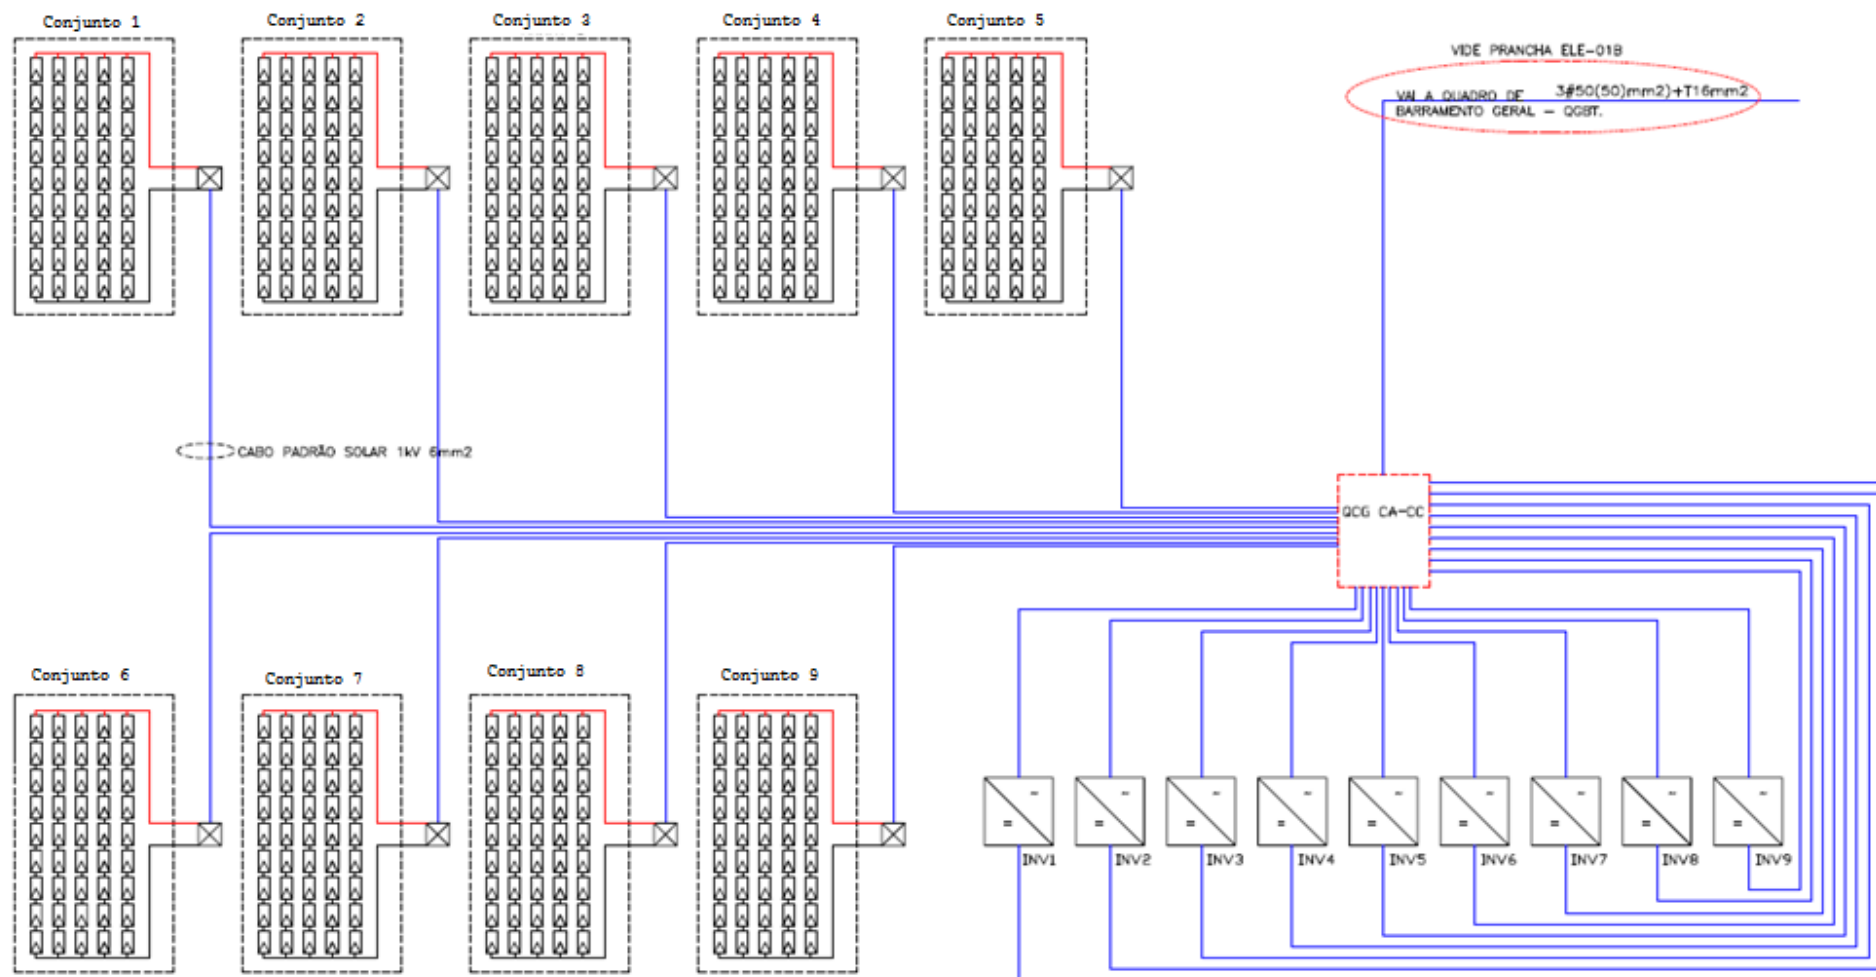 Conjunto 1
Conjunto 2
Conjunto 3
Conjunto 4
Conjunto 5
VIDE PRANCHA ELE-01B
VAI A QUADRO DE 3#50(50)mm2)+T16mm2
BARRAMENTO GERAL - QGBT.
CABO PADRÃO SOLAR 1kV 6mm2
QCG CA-CC
Conjunto 6
Conjunto 7
Conjunto 8
Conjunto 9
INV1
INV2
INV3
INV4
INV5
INV6
INV7
INV8
INV9